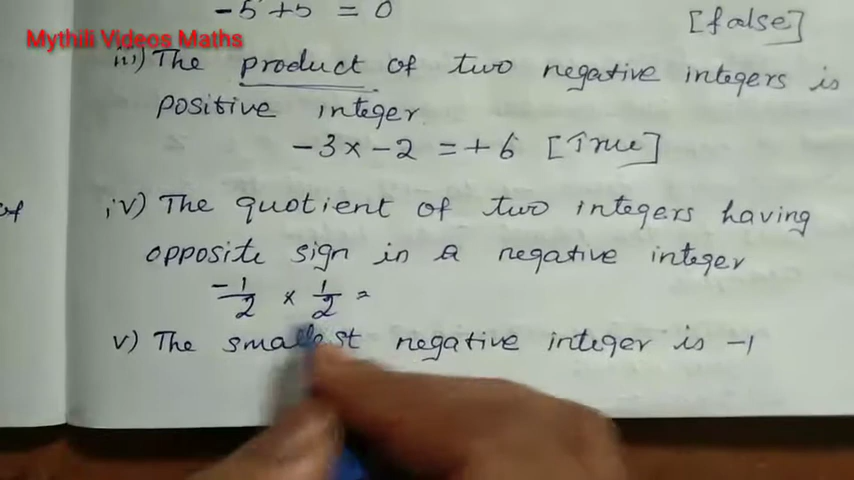 -5 + 5 = 0
[false]
Mythili Videos Maths
iii) The product of two negative integers is
positive integer
-3 x -2 = +6 [True]
of
iv) The quotient of two integers having
opposite sign in a negative integer
-1/2 x 1/2 =
v) The smallest negative integer is -1